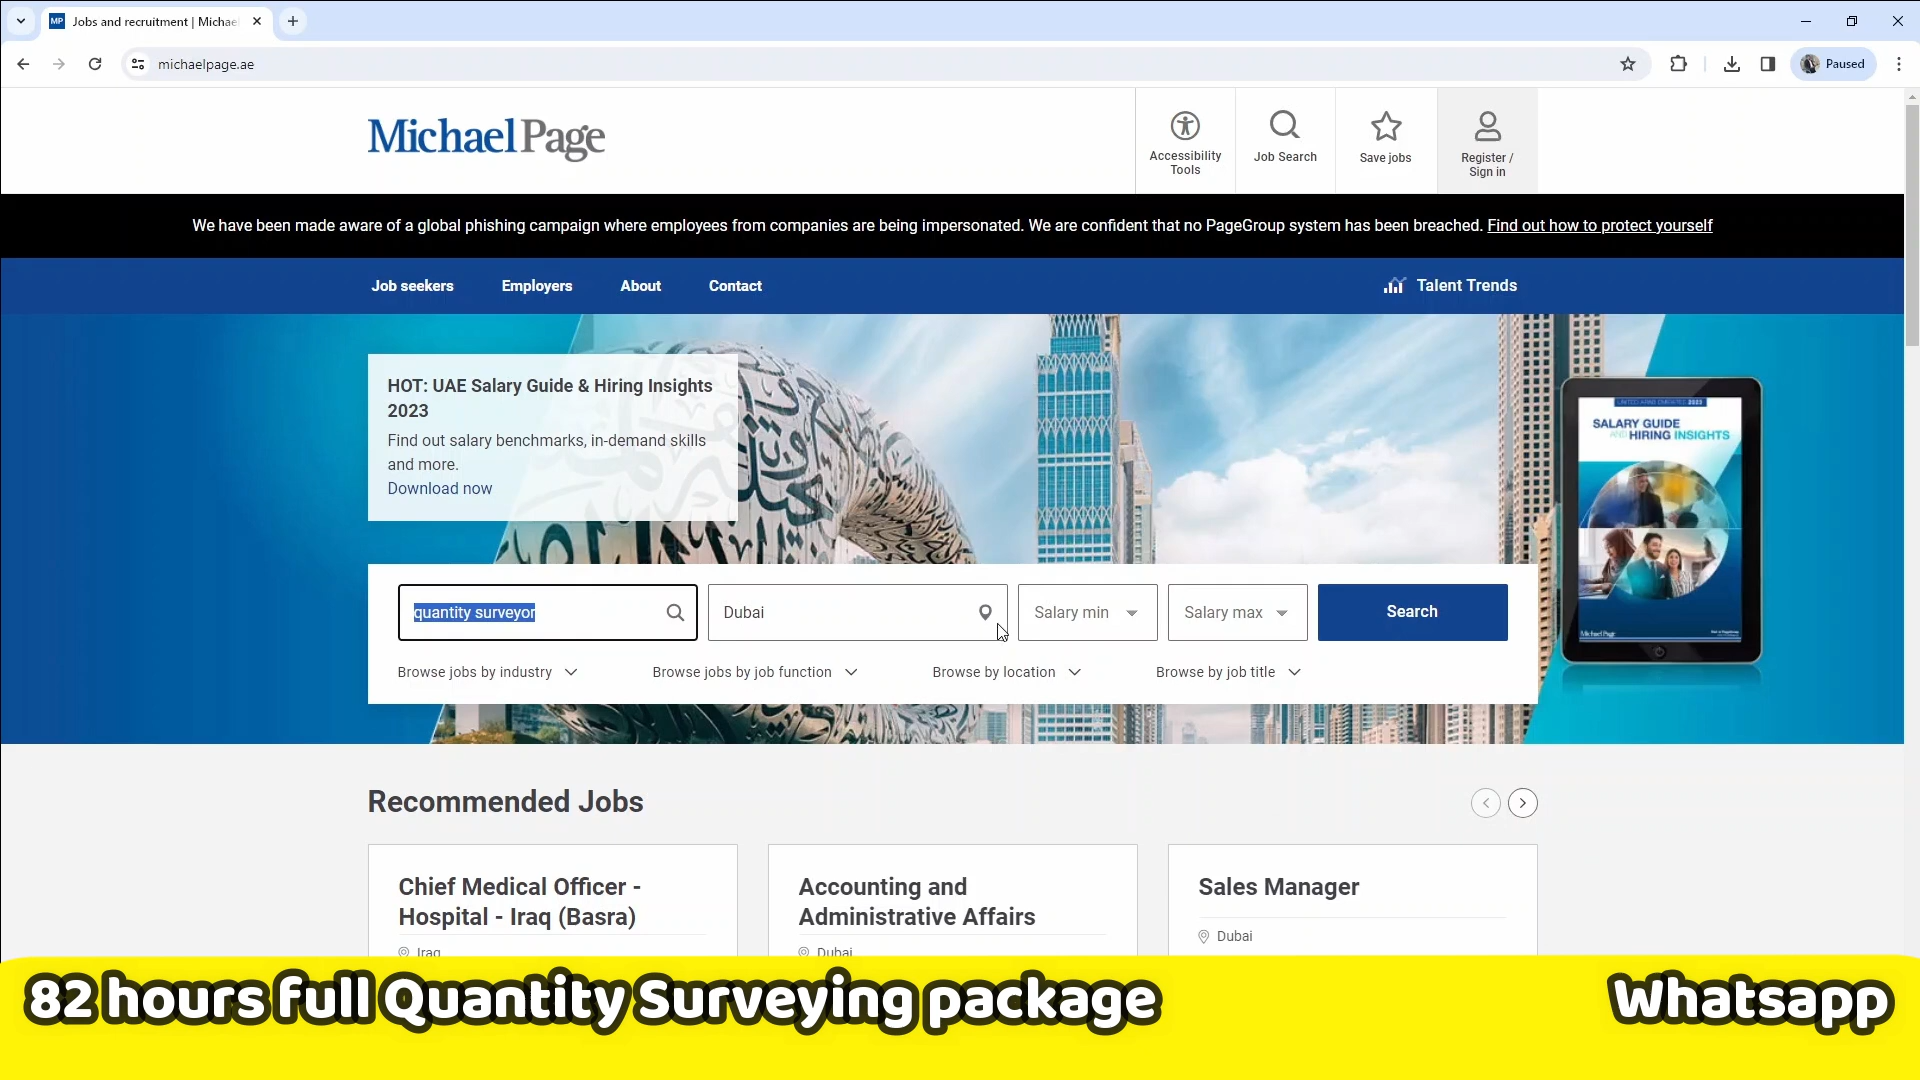 MP Jobs and recruitment | Michae
michaelpage.ae
Paused
MichaelPage
Accessibility
Tools
Job Search
Save jobs
Register /
Sign in
We have been made aware of a global phishing campaign where employees from companies are being impersonated. We are confident that no PageGroup system has been breached. Find out how to protect yourself
Job seekers
Employers
About
Contact
Talent Trends
HOT: UAE Salary Guide & Hiring Insights
2023
Find out salary benchmarks, in-demand skills
and more.
Download now
UNITED ARAB EMIRATES 2023
SALARY GUIDE
AND HIRING INSIGHTS
Michael Page
quantity surveyor
Dubai
Salary min
Salary max
Search
Browse jobs by industry
Browse jobs by job function
Browse by location
Browse by job title
Recommended Jobs
Chief Medical Officer -
Hospital - Iraq (Basra)
Iraq
Accounting and
Administrative Affairs
Dubai
Sales Manager
Dubai
82 hours full Quantity Surveying package
Whatsapp